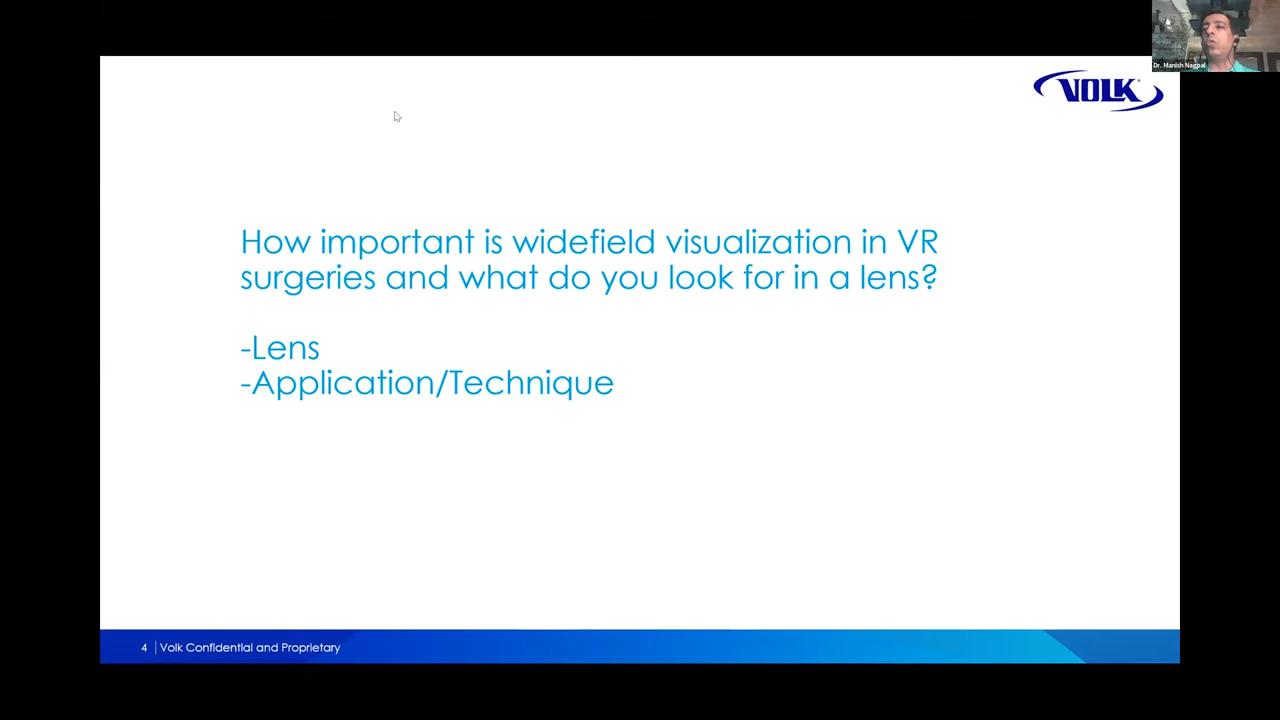 Dr. Manish Nagpal
VOLK
How important is widefield visualization in VR
surgeries and what do you look for in a lens?
-Lens
-Application/Technique
4 Volk Confidential and Proprietary